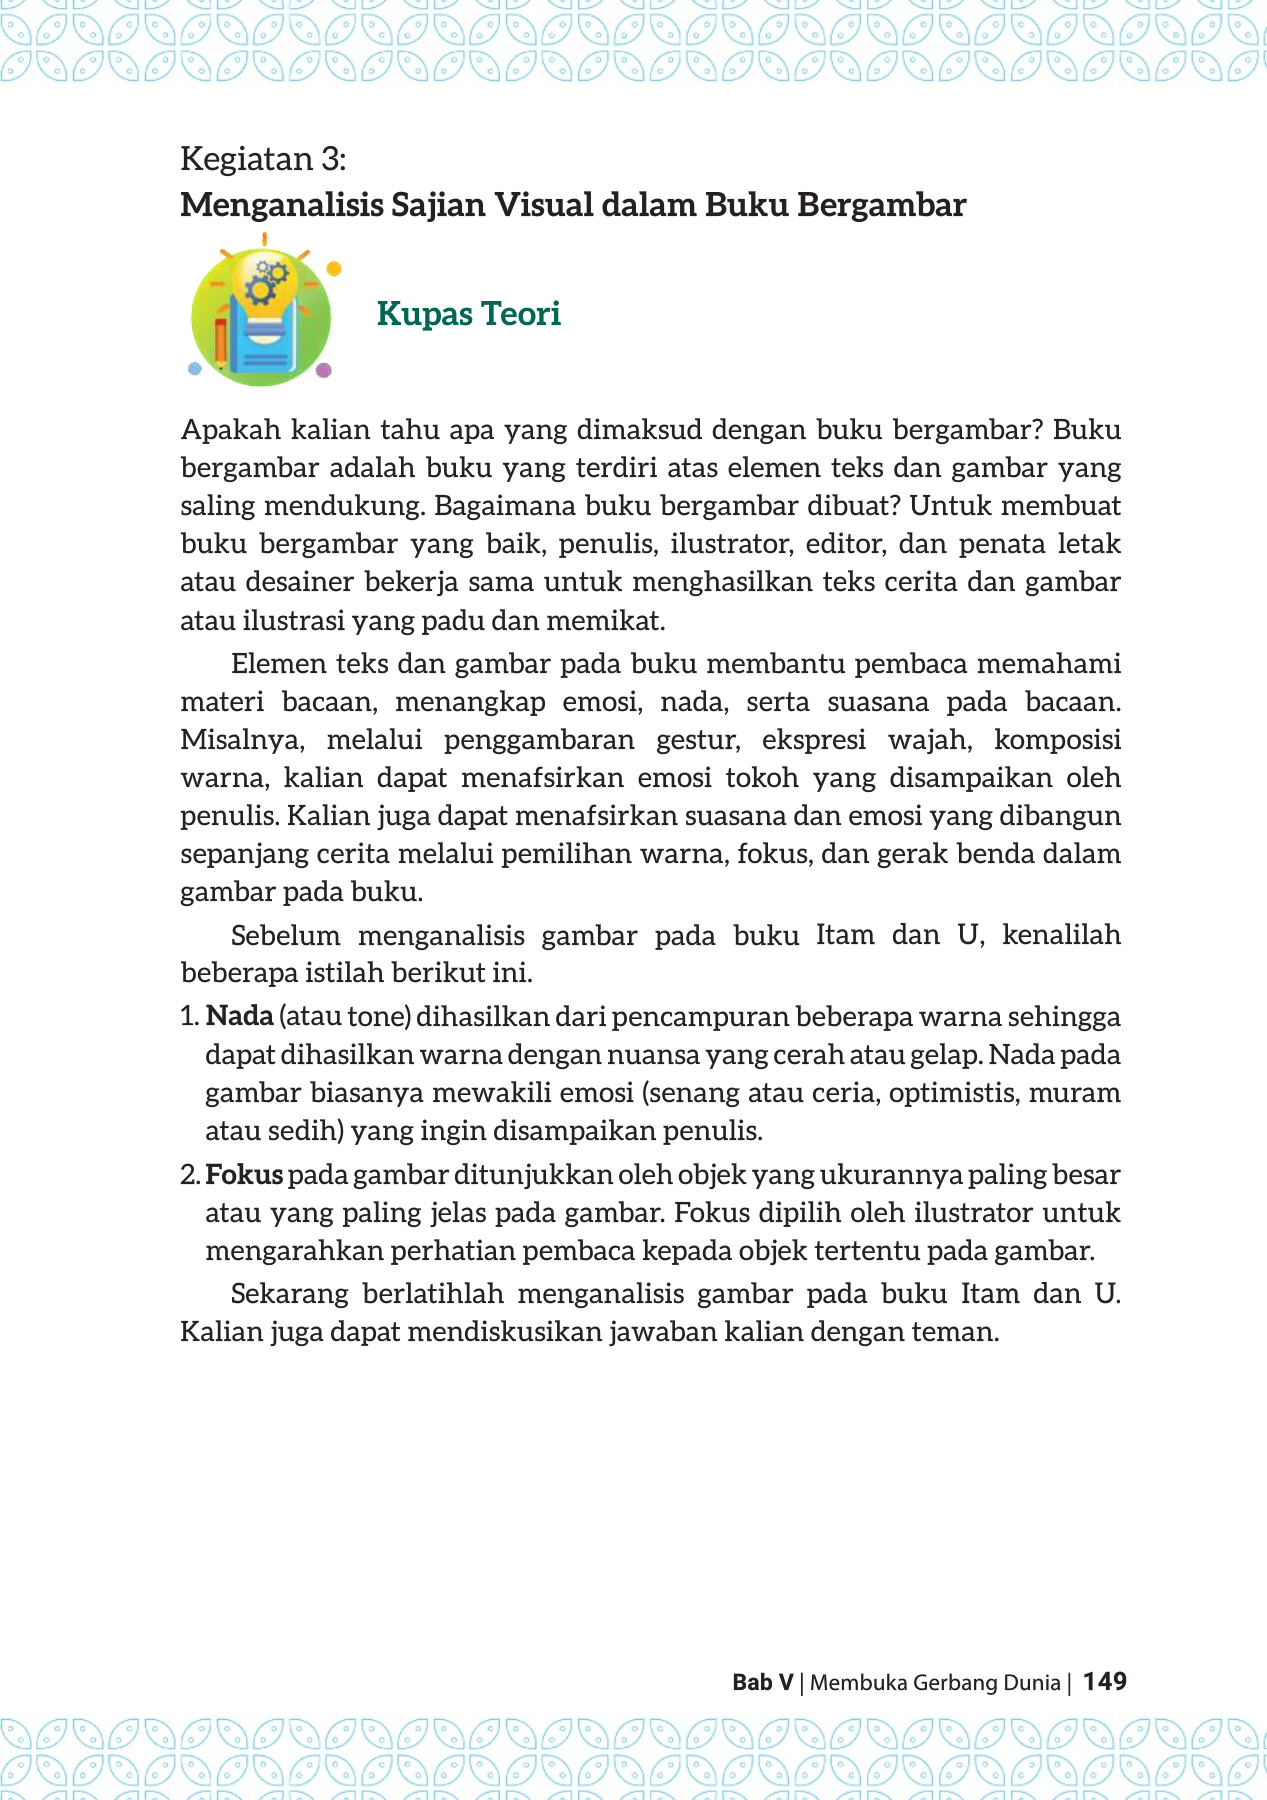 Kegiatan 3:
Menganalisis Sajian Visual dalam Buku Bergambar
Kupas Teori
Apakah kalian tahu apa yang dimaksud dengan buku bergambar? Buku
bergambar adalah buku yang terdiri atas elemen teks dan gambar yang
saling mendukung. Bagaimana buku bergambar dibuat? Untuk membuat
buku bergambar yang baik, penulis, ilustrator, editor, dan penata letak
atau desainer bekerja sama untuk menghasilkan teks cerita dan gambar
atau ilustrasi yang padu dan memikat.
Elemen teks dan gambar pada buku membantu pembaca memahami
materi bacaan, menangkap emosi, nada, serta suasana pada bacaan.
Misalnya, melalui penggambaran gestur, ekspresi wajah, komposisi
warna, kalian dapat menafsirkan emosi tokoh yang disampaikan oleh
penulis. Kalian juga dapat menafsirkan suasana dan emosi yang dibangun
sepanjang cerita melalui pemilihan warna, fokus, dan gerak benda dalam
gambar pada buku.
Sebelum menganalisis gambar pada buku Itam dan U, kenalilah
beberapa istilah berikut ini.
1. Nada (atau tone) dihasilkan dari pencampuran beberapa warna sehingga
dapat dihasilkan warna dengan nuansa yang cerah atau gelap. Nada pada
gambar biasanya mewakili emosi (senang atau ceria, optimistis, muram
atau sedih) yang ingin disampaikan penulis.
2. Fokus pada gambar ditunjukkan oleh objek yang ukurannya paling besar
atau yang paling jelas pada gambar. Fokus dipilih oleh ilustrator untuk
mengarahkan perhatian pembaca kepada objek tertentu pada gambar.
Sekarang berlatihlah menganalisis gambar pada buku Itam dan U.
Kalian juga dapat mendiskusikan jawaban kalian dengan teman.
Bab V | Membuka Gerbang Dunia | 149